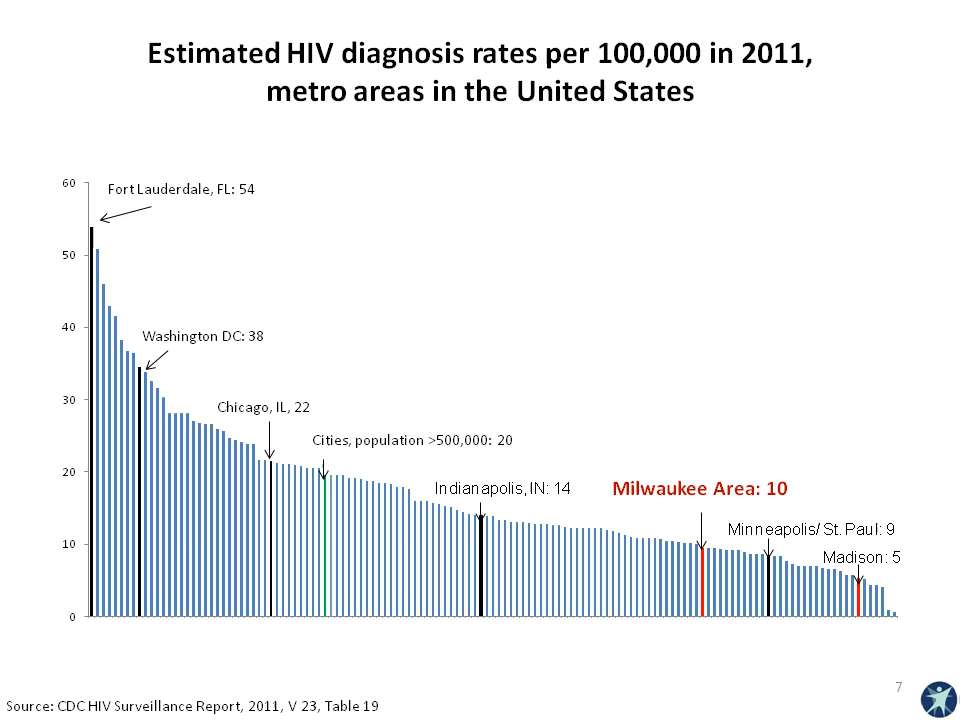 Estimated HIV diagnosis rates per 100,000 in 2011,
metro areas in the United States
60
50
40
30
20
10
0
Fort Lauderdale, FL: 54
Washington DC: 38
Chicago, IL, 22
Cities, population >500,000: 20
Indianapolis, IN: 14
Milwaukee Area: 10
Minneapolis/ St. Paul: 9
Madison: 5
7
Source: CDC HIV Surveillance Report, 2011, V 23, Table 19